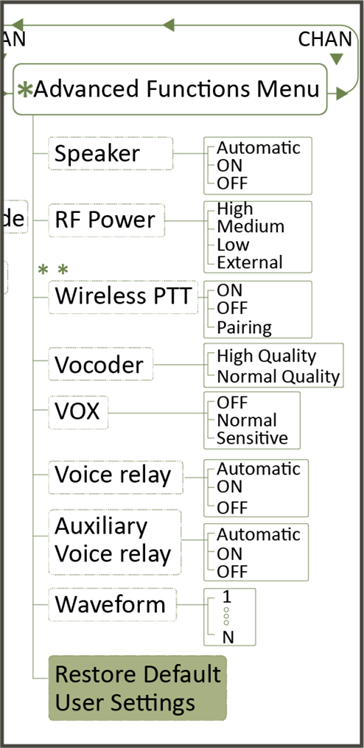 AN
CHAN
*Advanced Functions Menu
Speaker
Automatic
ON
OFF
de
RF Power
High
Medium
Low
External
* *
Wireless PTT
ON
OFF
Pairing
Vocoder
High Quality
Normal Quality
VOX
OFF
Normal
Sensitive
Voice relay
Automatic
ON
OFF
Auxiliary
Voice relay
Automatic
ON
OFF
Waveform
1
N
Restore Default
User Settings